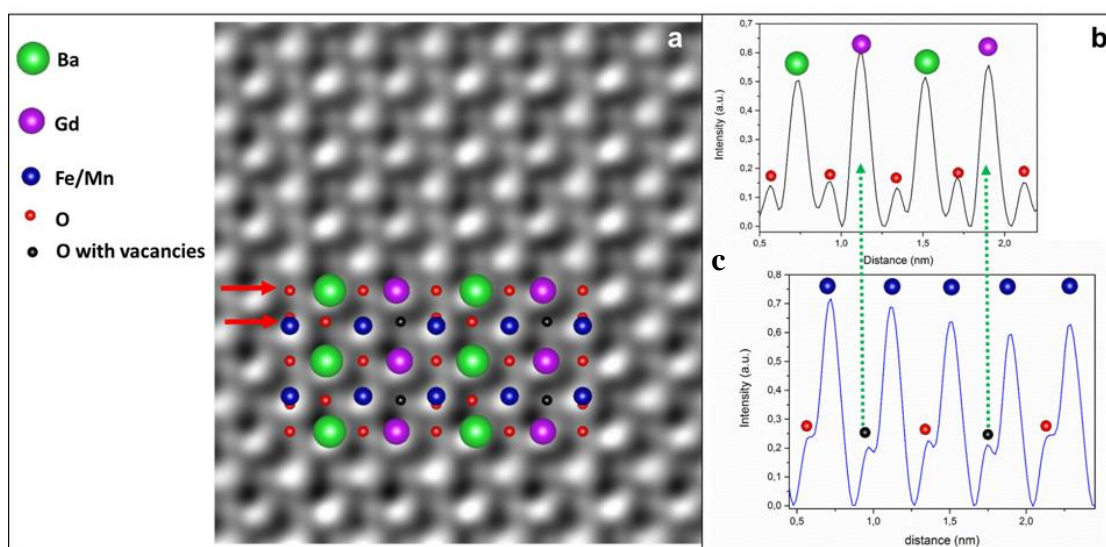 Ba
Gd
Fe/Mn
O
O with vacancies
a
b
0,7
0,6
0,5
0,4
0,3
0,2
0,1
0,0
Intensity (a.u.)
0,5
1,0
1,5
2,0
Distance (nm)
c
0,8
0,7
0,6
0,5
0,4
0,3
0,2
0,1
0,0
Intensity (a.u.)
0,5
1,0
1,5
2,0
distance (nm)